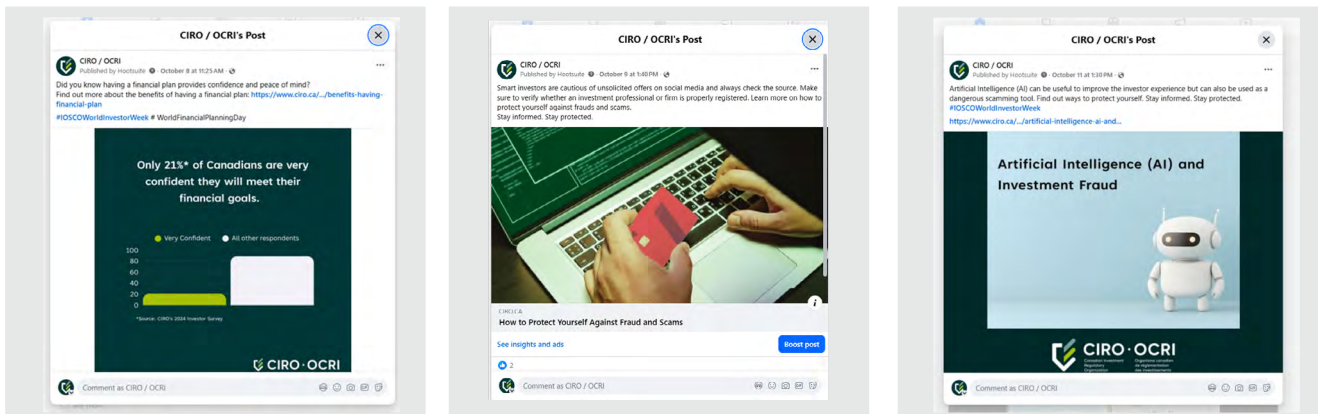 CIRO / OCRI's Post
CIRO / OCRI
Published by Hootsuite · October 8 at 11:25 AM ·
Did you know having a financial plan provides confidence and peace of mind?
Find out more about the benefits of having a financial plan: https://www.ciro.ca/.../benefits-having-
financial-plan
#IOSCOWorldInvestorWeek # WorldFinancialPlanningDay
Only 21%* of Canadians are very
confident they will meet their
financial goals.
Very Confident All other respondents
100
80
60
40
20
0
*Source: CIRO's 2024 Investor Survey
CIRO · OCRI
Comment as CIRO / OCRI
CIRO / OCRI's Post
CIRO / OCRI
Published by Hootsuite · October 9 at 1:40 PM ·
Smart investors are cautious of unsolicited offers on social media and always check the source. Make
sure to verify whether an investment professional or firm is properly registered. Learn more on how to
protect yourself against frauds and scams.
Stay informed. Stay protected.
CIRO.CA
How to Protect Yourself Against Fraud and Scams
See insights and ads
Boost post
2
Comment as CIRO / OCRI
CIRO / OCRI's Post
CIRO / OCRI
Published by Hootsuite · October 11 at 1:30 PM ·
Artificial Intelligence (AI) can be useful to improve the investor experience but can also be used as a
dangerous scamming tool. Find out ways to protect yourself. Stay informed. Stay protected.
#IOSCOWorldInvestorWeek
https://www.ciro.ca/.../artificial-intelligence-ai-and...
Artificial Intelligence (AI) and
Investment Fraud
CIRO · OCRI
Canadian Investment
Regulatory
Organization
Organisme canadien
de réglementation
des investissements
Comment as CIRO / OCRI